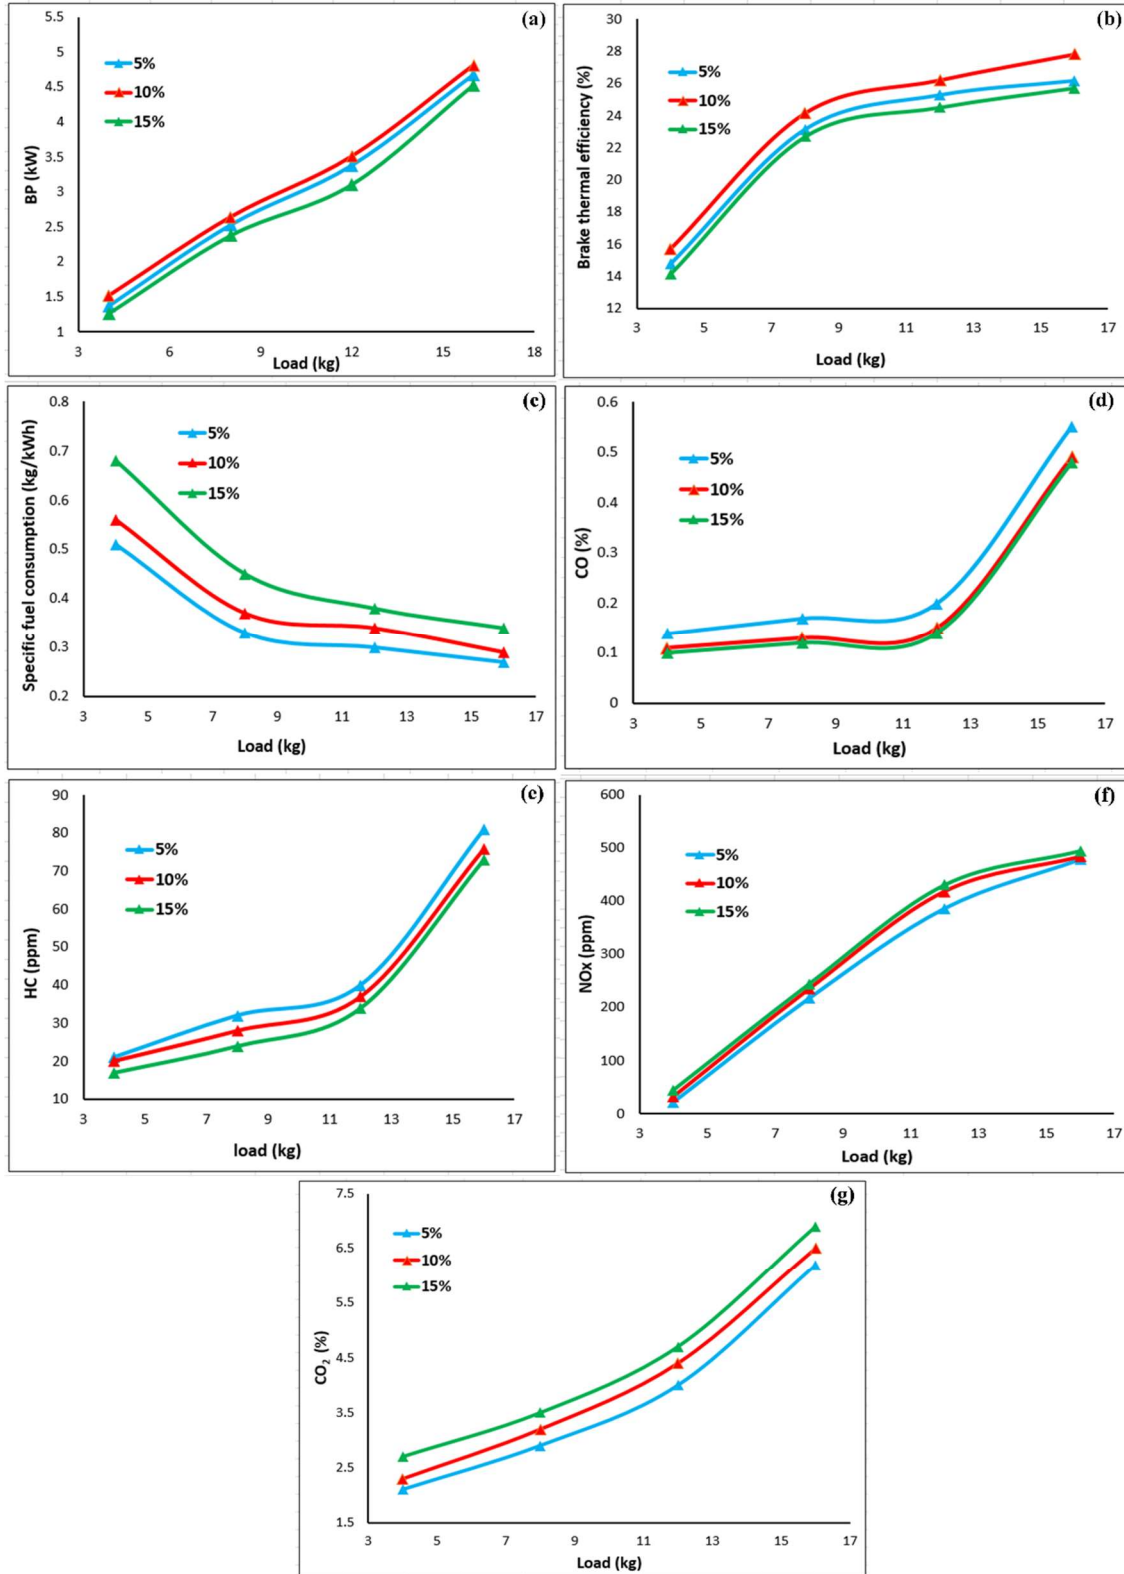 (a)
5.5
5
4.5
4
3.5
3
2.5
2
1.5
1
BP (kW)
5%
10%
15%
3 6 9 12 15 18
Load (kg)
(b)
30
28
26
24
22
20
18
16
14
12
Brake thermal efficiency (%)
5%
10%
15%
3 5 7 9 11 13 15 17
Load (kg)
(c)
0.8
0.7
0.6
0.5
0.4
0.3
0.2
Specific fuel consumption (kg/kWh)
5%
10%
15%
3 5 7 9 11 13 15 17
Load (kg)
(d)
0.6
0.5
0.4
0.3
0.2
0.1
0
CO (%)
5%
10%
15%
3 5 7 9 11 13 15 17
Load (kg)
(e)
90
80
70
60
50
40
30
20
10
HC (ppm)
5%
10%
15%
3 5 7 9 11 13 15 17
load (kg)
(f)
600
500
400
300
200
100
0
NOx (ppm)
5%
10%
15%
3 5 7 9 11 13 15 17
Load (kg)
(g)
7.5
6.5
5.5
4.5
3.5
2.5
1.5
CO₂ (%)
5%
10%
15%
3 5 7 9 11 13 15 17
Load (kg)